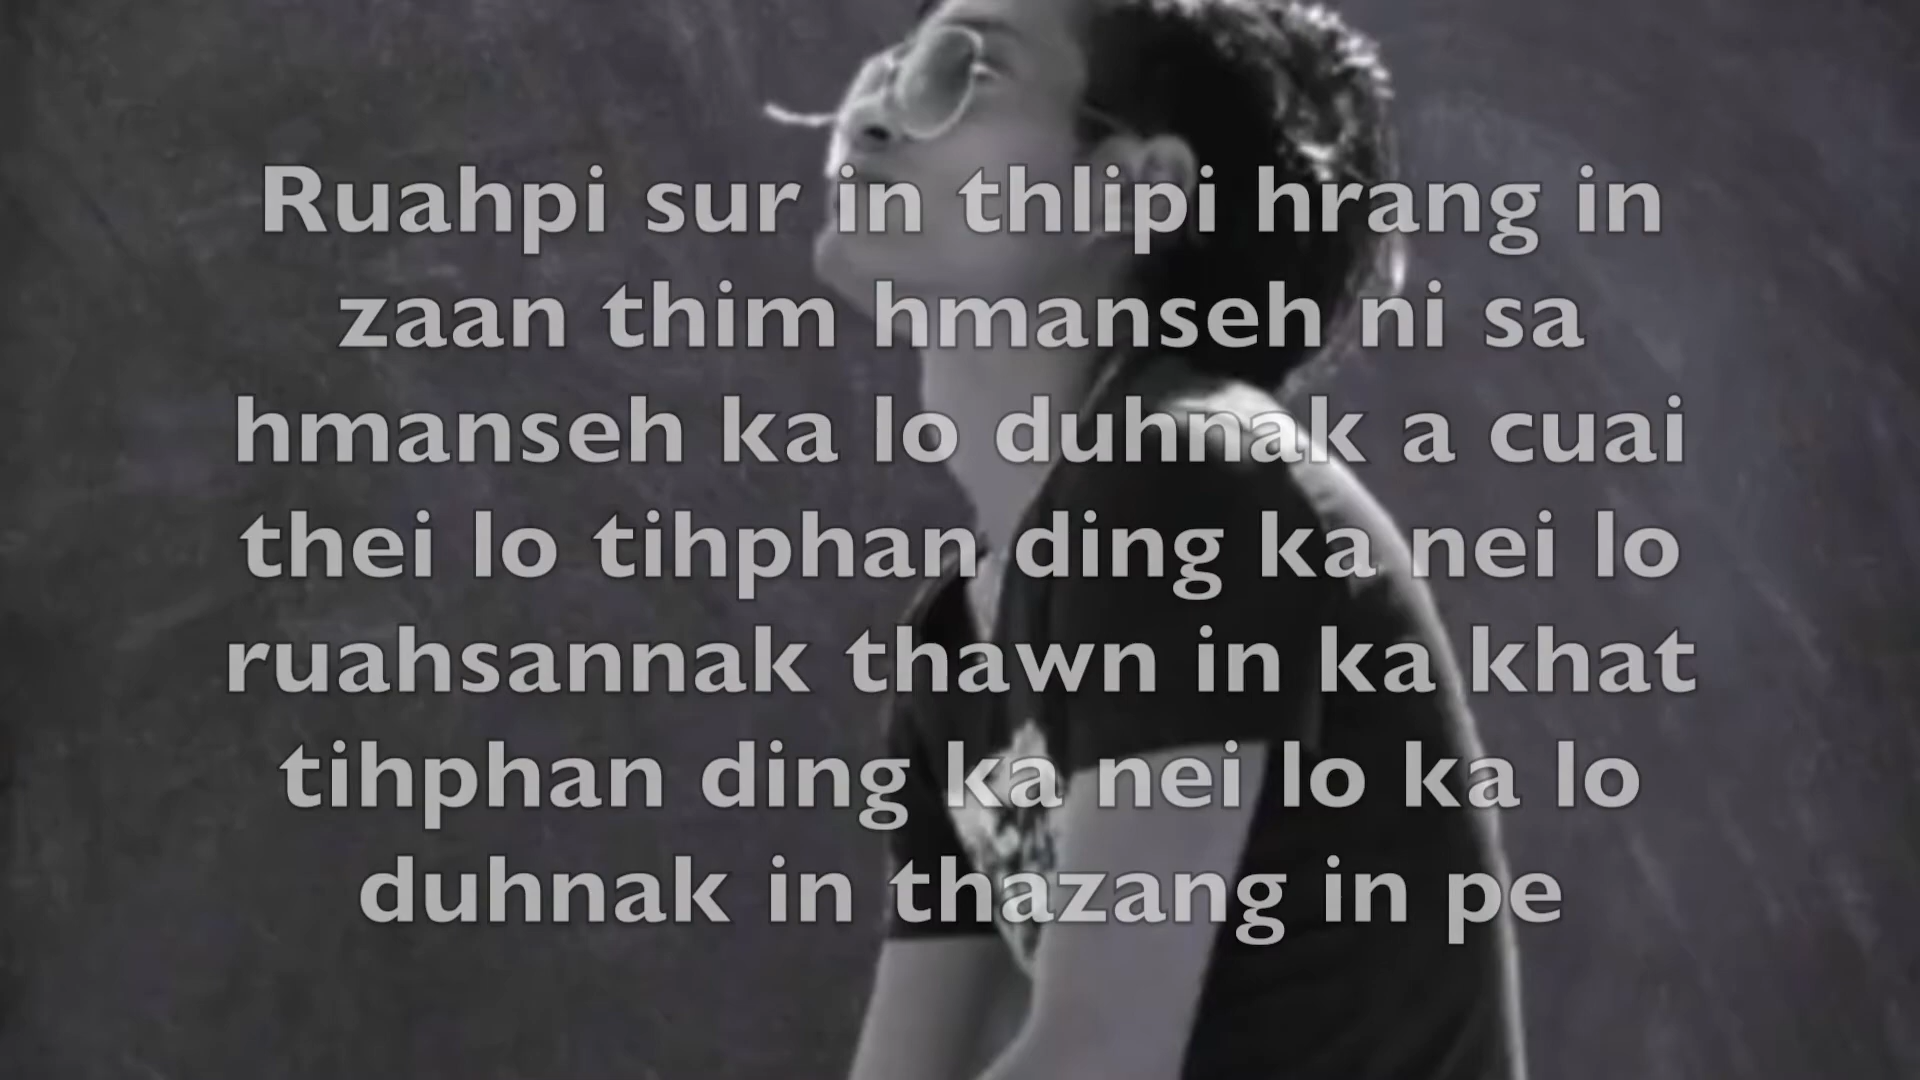 Ruahpi sur in thlipi hrang in
zaan thim hmanseh ni sa
hmanseh ka lo duhnak a cuai
thei lo tihphan ding ka nei lo
ruahsannak thawn in ka khat
tihphan ding ka nei lo ka lo
duhnak in thazang in pe